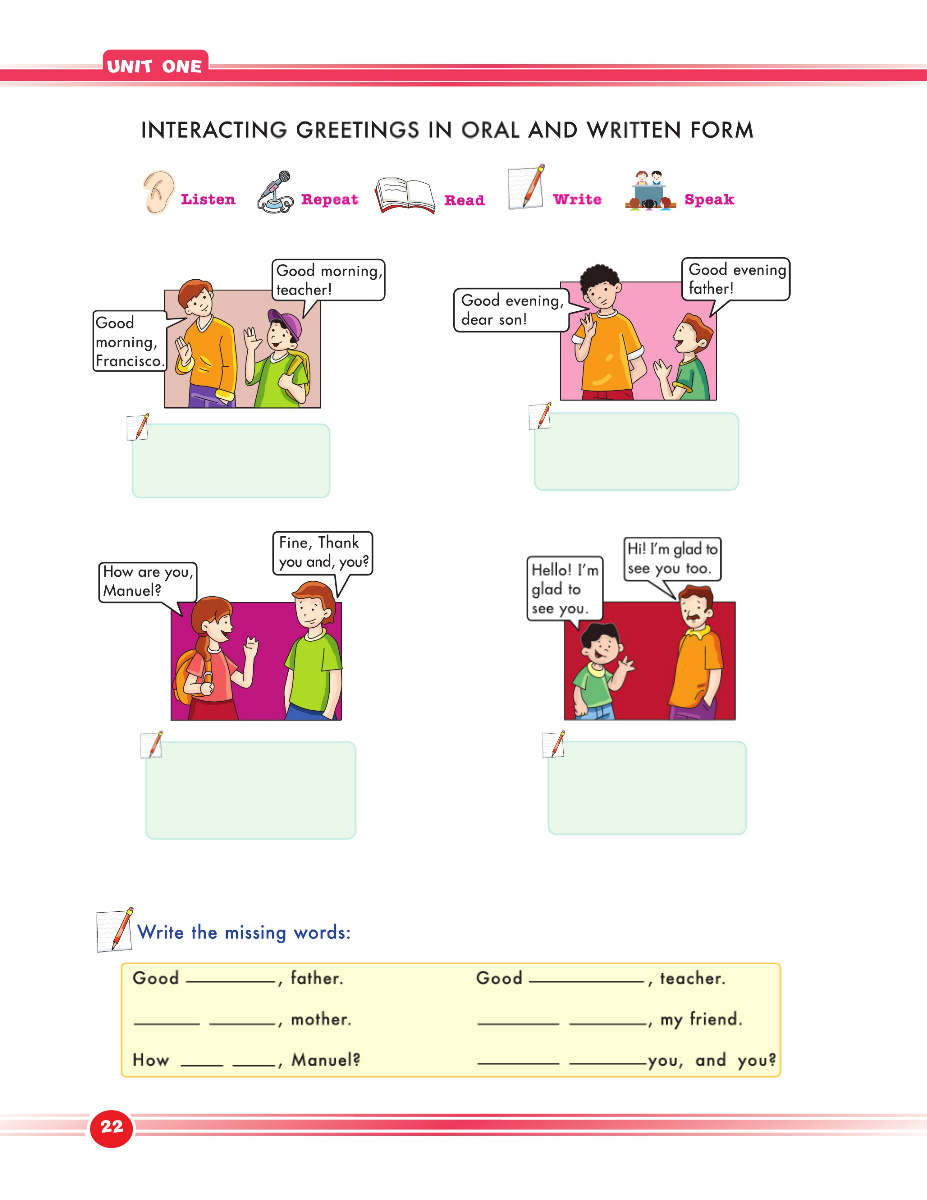 UNIT ONE
INTERACTING GREETINGS IN ORAL AND WRITTEN FORM
Listen Repeat Read Write Speak
Good morning,
teacher!
Good
morning,
Francisco.
Good evening
father!
Good evening,
dear son!
Fine, Thank
you and, you?
How are you,
Manuel?
Hi! I'm glad to
see you too.
Hello! I'm
glad to
see you.
Write the missing words:
Good ________, father. Good ________, teacher.
________ ________, mother. ________ ________, my friend.
How ____ ____, Manuel? ________ ________you, and you?
22